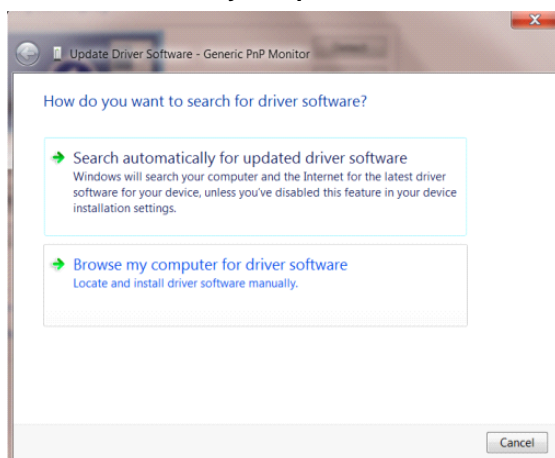 Update Driver Software - Generic PnP Monitor
How do you want to search for driver software?
Search automatically for updated driver software
Windows will search your computer and the Internet for the latest driver
software for your device, unless you've disabled this feature in your device
installation settings.
Browse my computer for driver software
Locate and install driver software manually.
Cancel